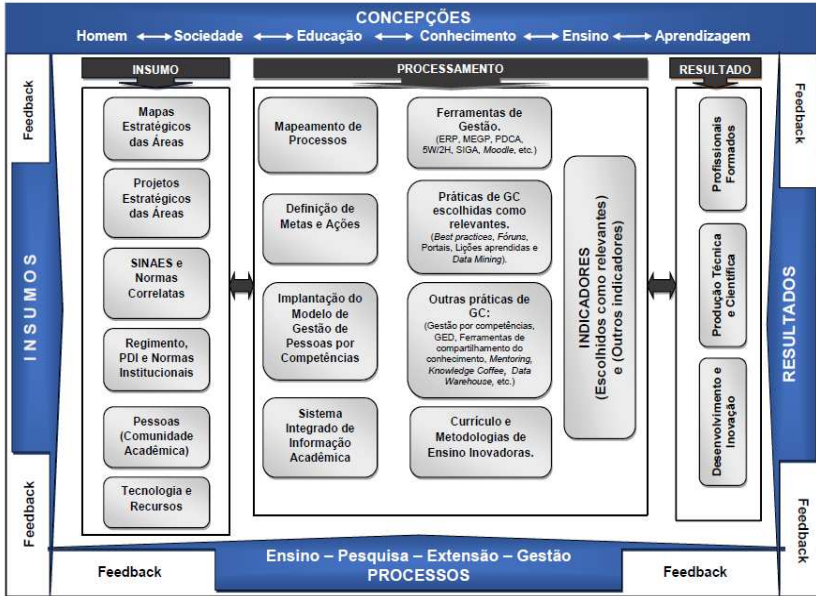 CONCEPÇÕES
Homem Sociedade Educação Conhecimento Ensino Aprendizagem
Feedback
INSUMOS
Feedback
INSUMO
Mapas
Estratégicos
das Áreas
Projetos
Estratégicos
das Áreas
SINAES e
Normas
Correlatas
Regimento,
PDI e Normas
Institucionais
Pessoas
(Comunidade
Acadêmica)
Tecnologia e
Recursos
PROCESSAMENTO
Mapeamento de
Processos
Definição de
Metas e Ações
Implantação do
Modelo de
Gestão de
Pessoas por
Competências
Sistema
Integrado de
Informação
Acadêmica
Ferramentas de
Gestão.
(ERP, MEGP, PDCA,
5W/2H, SIGA, Moodle, etc.)
Práticas de GC
escolhidas como
relevantes.
(Best practices, Fóruns,
Portais, Lições aprendidas e
Data Mining).
Outras práticas de
GC:
(Gestão por competências,
GED, Ferramentas de
compartilhamento do
conhecimento, Mentoring,
Knowledge Coffee, Data
Warehouse, etc.)
Currículo e
Metodologias de
Ensino Inovadoras.
INDICADORES
(Escolhidos como relevantes)
e (Outros indicadores)
RESULTADO
Profissionais
Formados
Produção Técnica
e Científica
Desenvolvimento e
Inovação
Feedback
RESULTADOS
Feedback
Ensino – Pesquisa – Extensão – Gestão
PROCESSOS
Feedback
Feedback